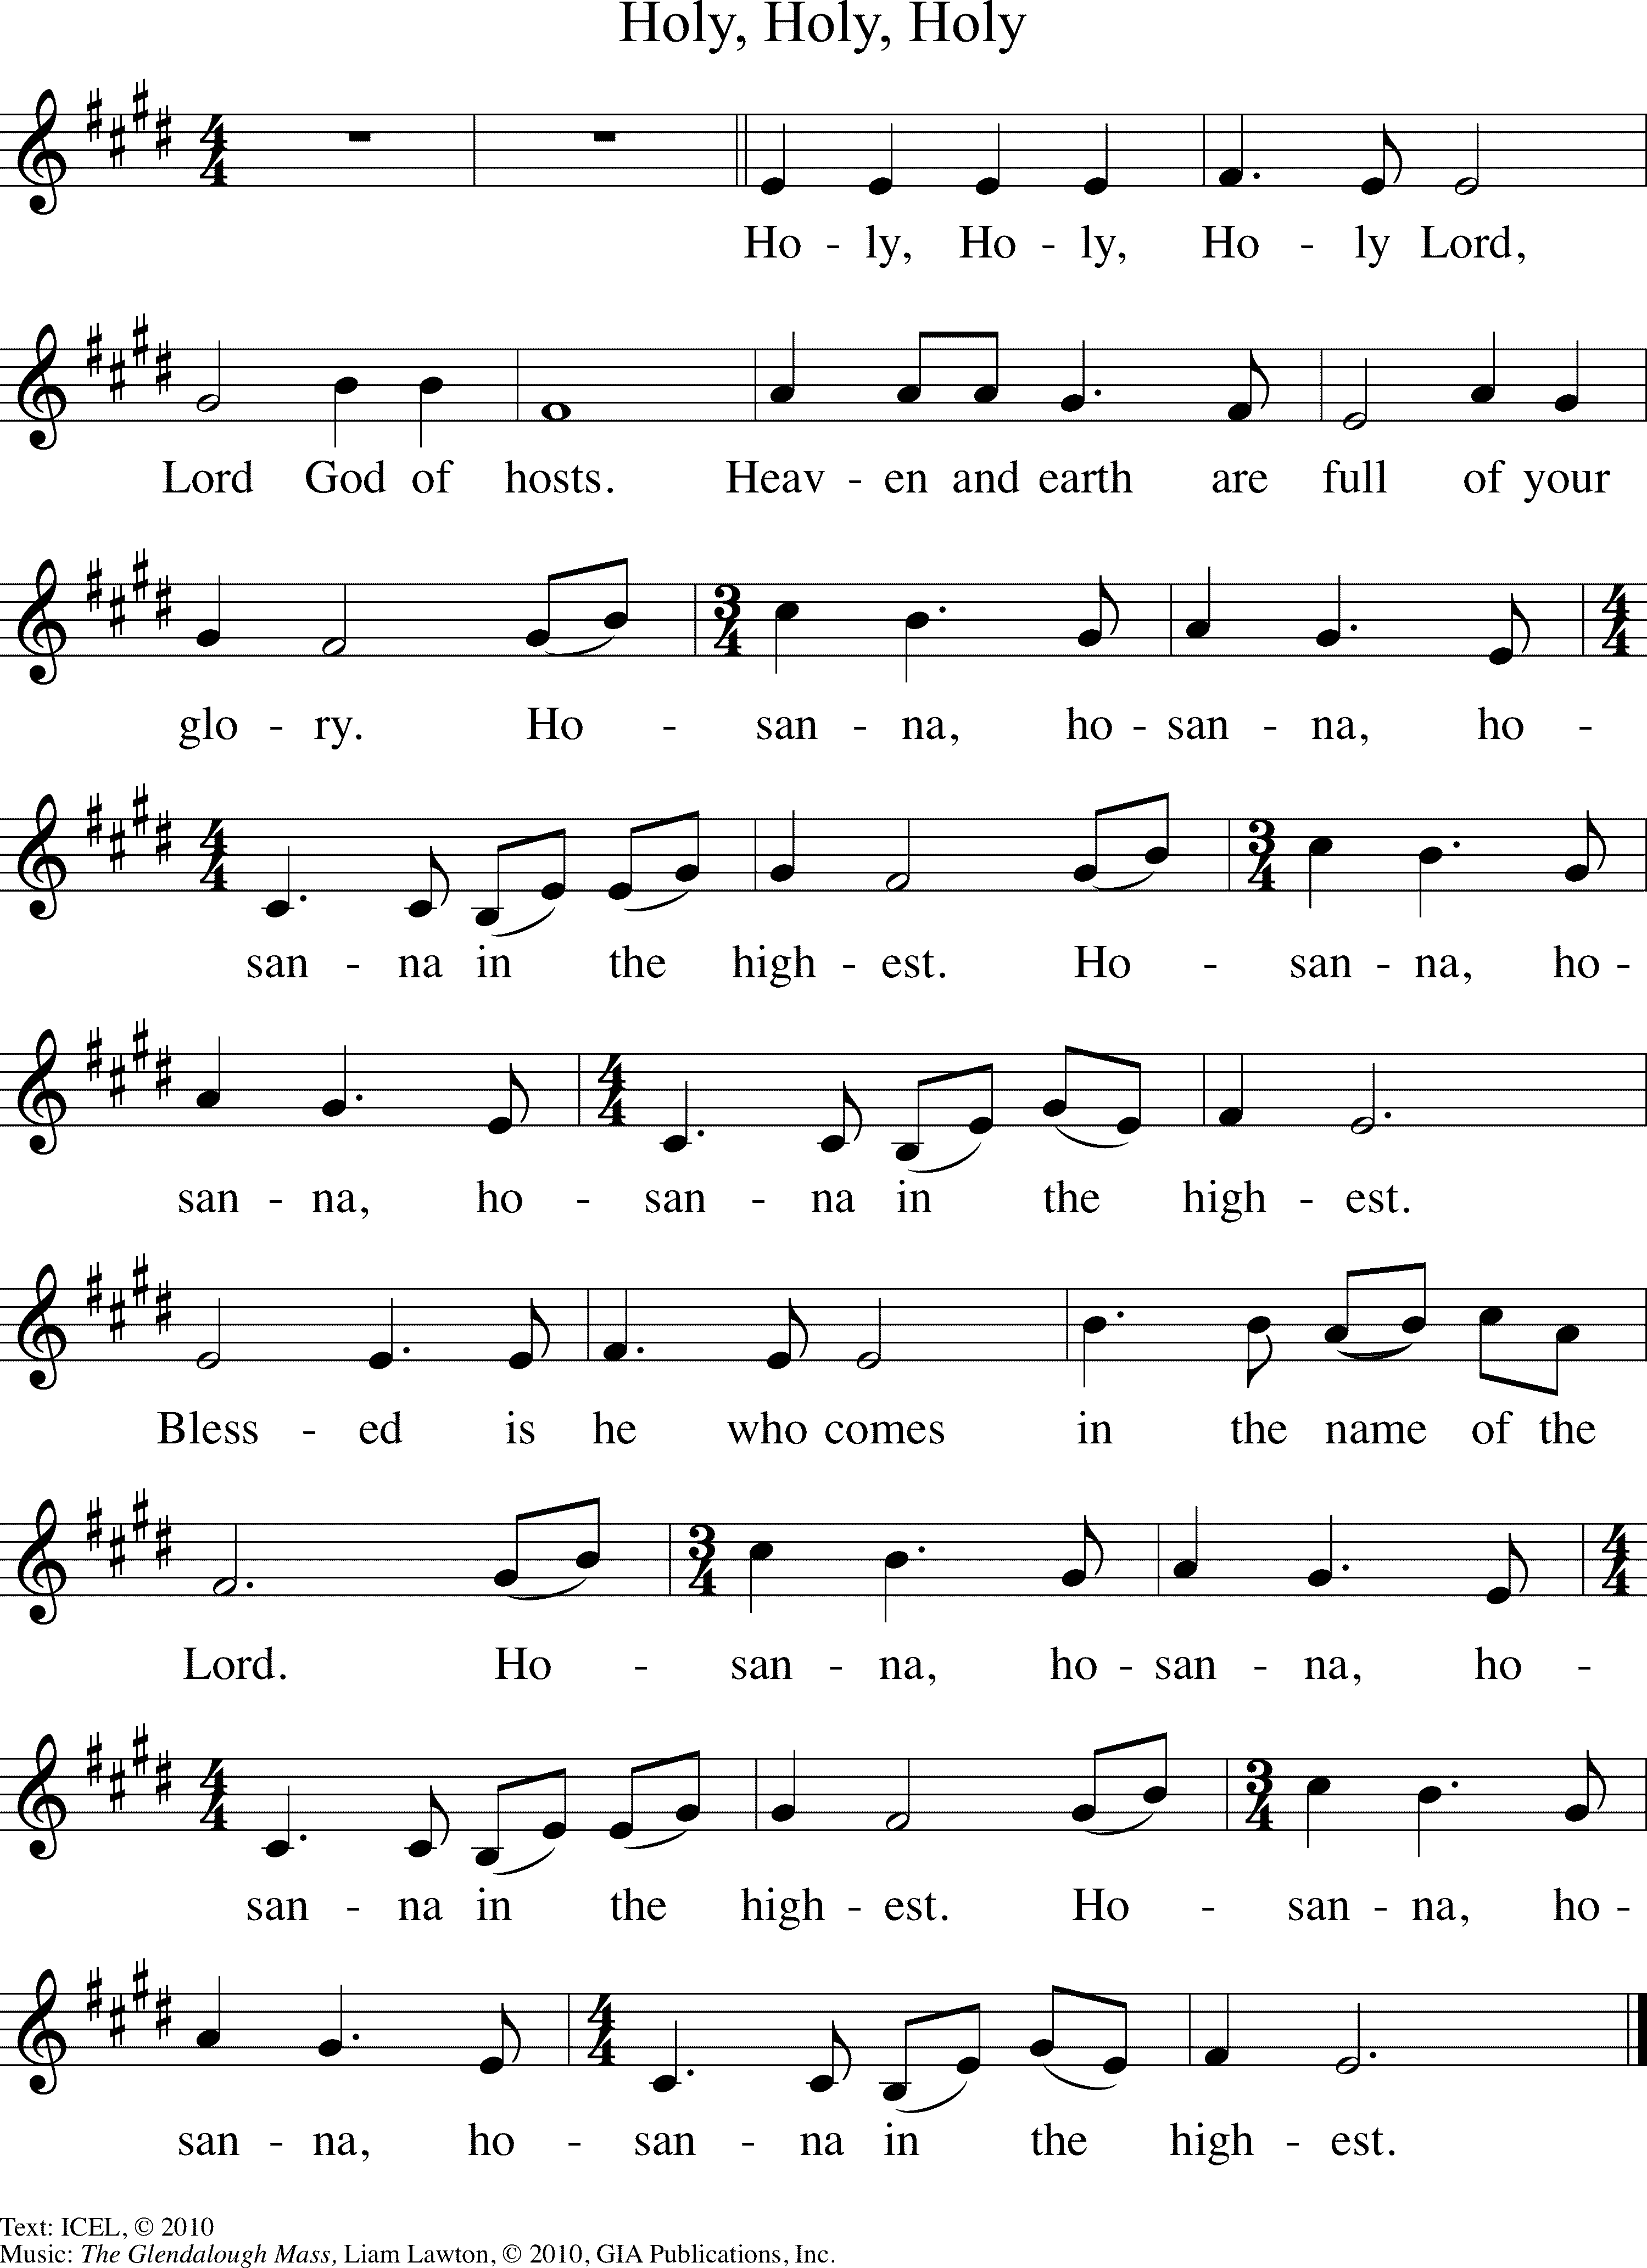 Holy, Holy, Holy
Ho - ly, Ho - ly, Ho - ly Lord,
Lord God of hosts. Heav - en and earth are full of your
glo - ry. Ho - san - na, ho - san - na, ho -
san - na in the high - est. Ho - san - na, ho -
san - na, ho - san - na in the high - est.
Bless - ed is he who comes in the name of the
Lord. Ho - san - na, ho - san - na, ho -
san - na in the high - est. Ho - san - na, ho -
san - na, ho - san - na in the high - est.
Text: ICEL, © 2010
Music: The Glendalough Mass, Liam Lawton, © 2010, GIA Publications, Inc.